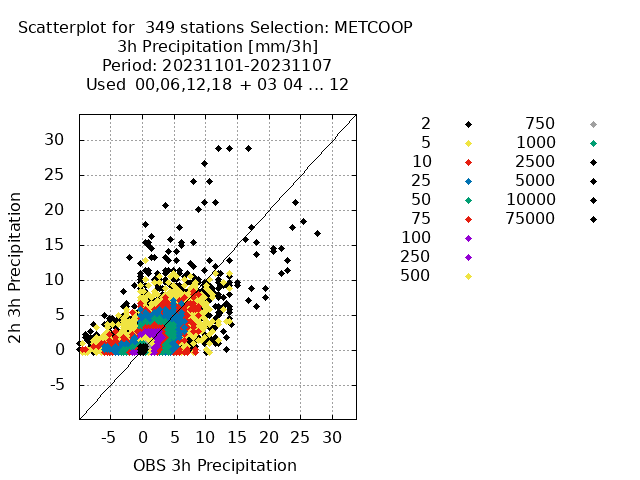 Scatterplot for 349 stations Selection: METCOOP
3h Precipitation [mm/3h]
Period: 20231101-20231107
Used 00,06,12,18 + 03 04 ... 12
30
25
20
15
10
5
0
-5
2h 3h Precipitation
-5 0 5 10 15 20 25 30
OBS 3h Precipitation
2 750
5 1000
10 2500
25 5000
50 10000
75 75000
100
250
500